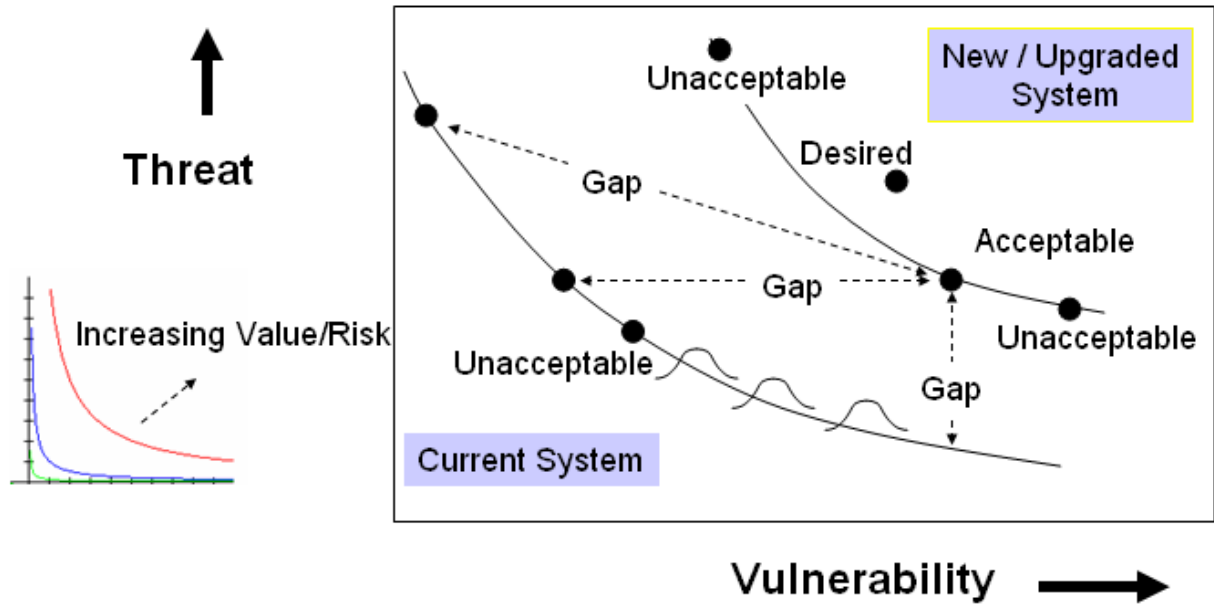 Threat
Increasing Value/Risk
Unacceptable
New / Upgraded
System
Desired
Gap
Acceptable
Gap
Unacceptable
Unacceptable
Gap
Current System
Vulnerability